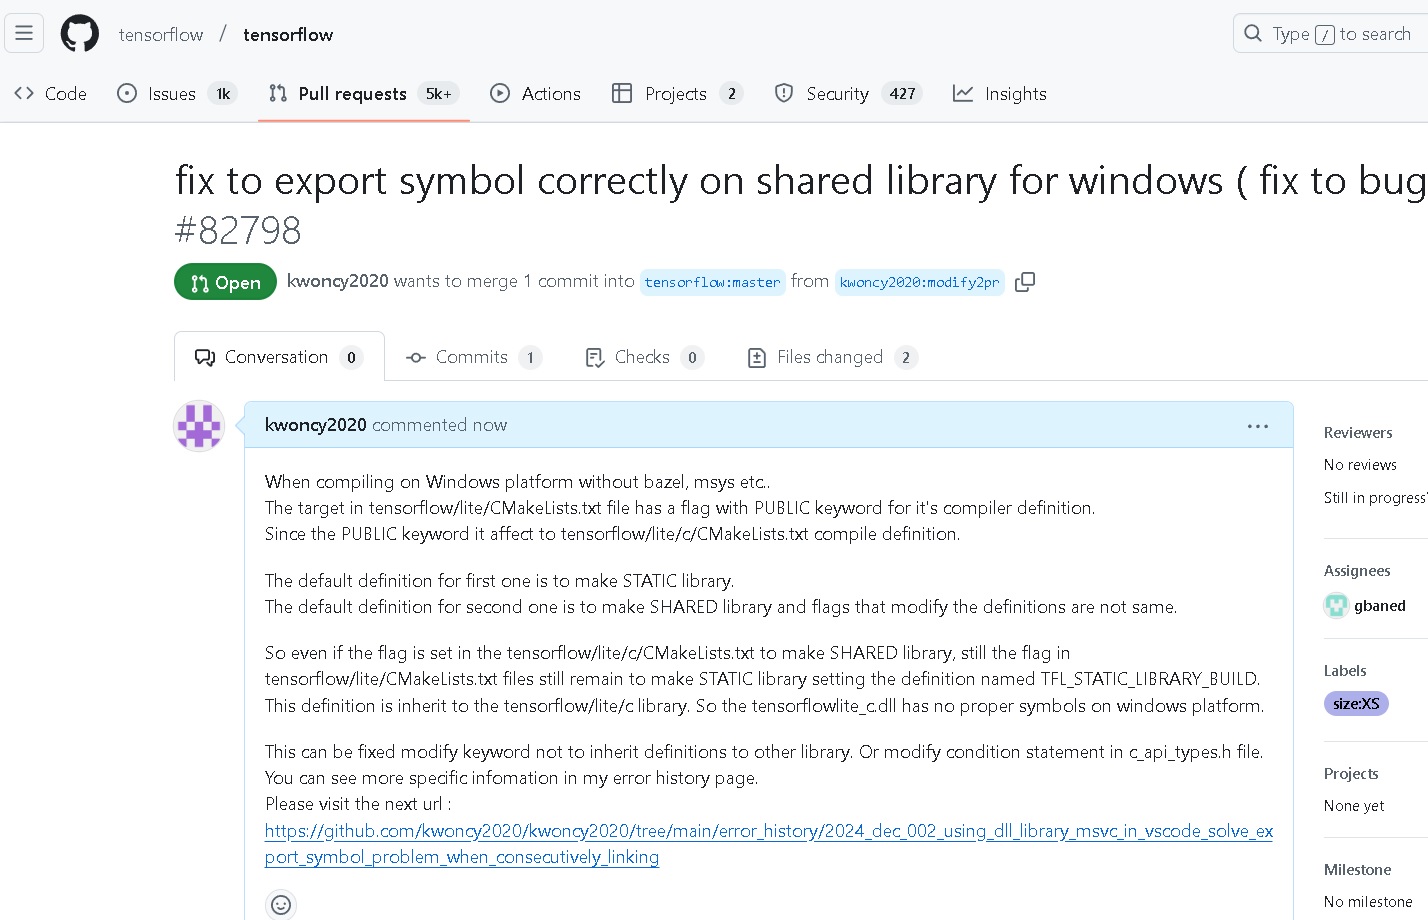 tensorflow / tensorflow
Type / to search
Code
Issues 1k
Pull requests 5k+
Actions
Projects 2
Security 427
Insights
fix to export symbol correctly on shared library for windows ( fix to bug
#82798
Open kwoncy2020 wants to merge 1 commit into tensorflow:master from kwoncy2020:modify2pr
Conversation 0
Commits 1
Checks 0
Files changed 2
kwoncy2020 commented now
When compiling on Windows platform without bazel, msys etc..
The target in tensorflow/lite/CMakeLists.txt file has a flag with PUBLIC keyword for it's compiler definition.
Since the PUBLIC keyword it affect to tensorflow/lite/c/CMakeLists.txt compile definition.
The default definition for first one is to make STATIC library.
The default definition for second one is to make SHARED library and flags that modify the definitions are not same.
So even if the flag is set in the tensorflow/lite/c/CMakeLists.txt to make SHARED library, still the flag in
tensorflow/lite/CMakeLists.txt files still remain to make STATIC library setting the definition named TFL_STATIC_LIBRARY_BUILD.
This definition is inherit to the tensorflow/lite/c library. So the tensorflowlite_c.dll has no proper symbols on windows platform.
This can be fixed modify keyword not to inherit definitions to other library. Or modify condition statement in c_api_types.h file.
You can see more specific infomation in my error history page.
Please visit the next url :
https://github.com/kwoncy2020/kwoncy2020/tree/main/error_history/2024_dec_002_using_dll_library_msvc_in_vscode_solve_ex
port_symbol_problem_when_consecutively_linking
Reviewers
No reviews
Still in progress?
Assignees
gbaned
Labels
size:XS
Projects
None yet
Milestone
No milestone